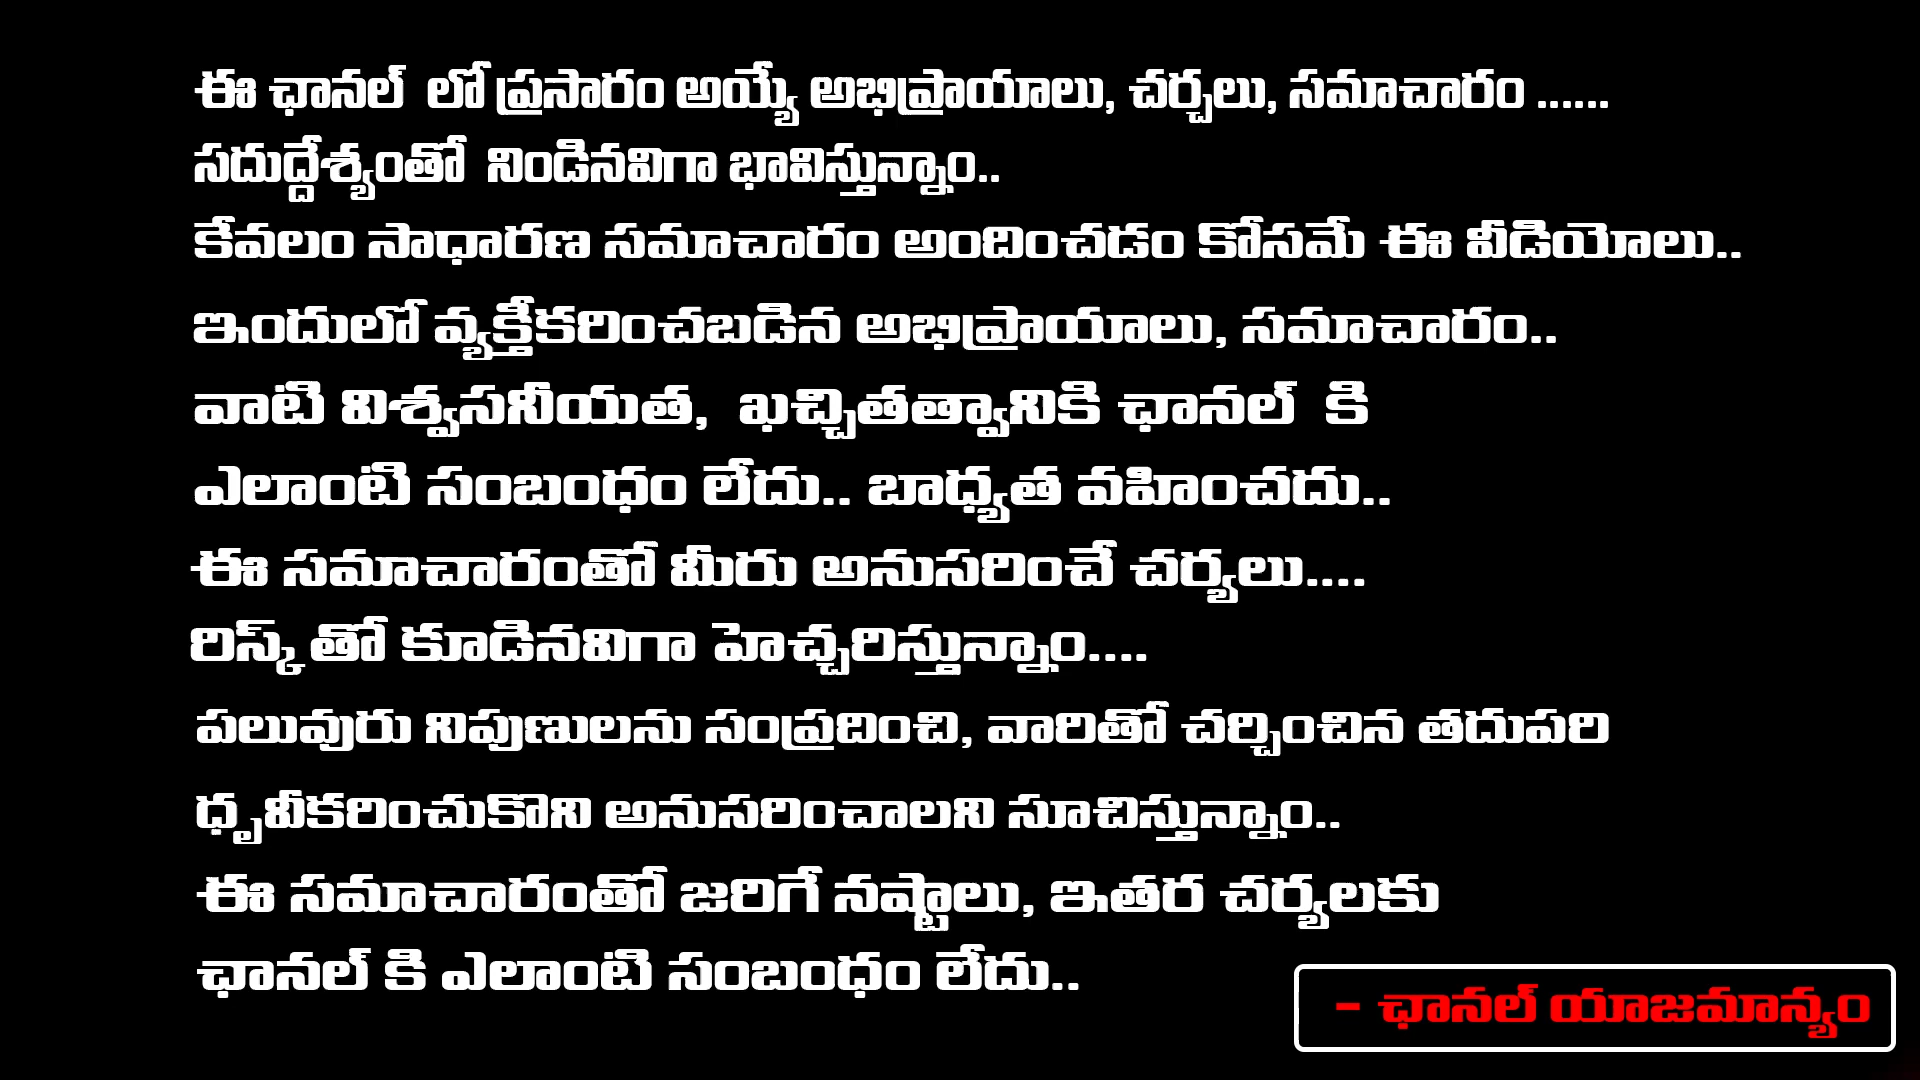 ఈ ఛానల్ లో ప్రసారం అయ్యే అభిప్రాయాలు, చర్చలు, సమాచారం ......
సదుద్దేశ్యంతో నిండినవిగా భావిస్తున్నాం..
కేవలం సాధారణ సమాచారం అందించడం కోసమే ఈ వీడియోలు..
ఇందులో వ్యక్తీకరించబడిన అభిప్రాయాలు, సమాచారం..
వాటి విశ్వసనీయత, ఖచ్చితత్వానికి ఛానల్ కి
ఎలాంటి సంబంధం లేదు.. బాధ్యత వహించదు..
ఈ సమాచారంతో మీరు అనుసరించే చర్యలు....
రిస్క్ తో కూడినవిగా హెచ్చరిస్తున్నాం....
పలువురు నిపుణులను సంప్రదించి, వారితో చర్చించిన తదుపరి
ధృవీకరించుకొని అనుసరించాలని సూచిస్తున్నాం..
ఈ సమాచారంతో జరిగే నష్టాలు, ఇతర చర్యలకు
ఛానల్ కి ఎలాంటి సంబంధం లేదు..
- ఛానల్ యాజమాన్యం